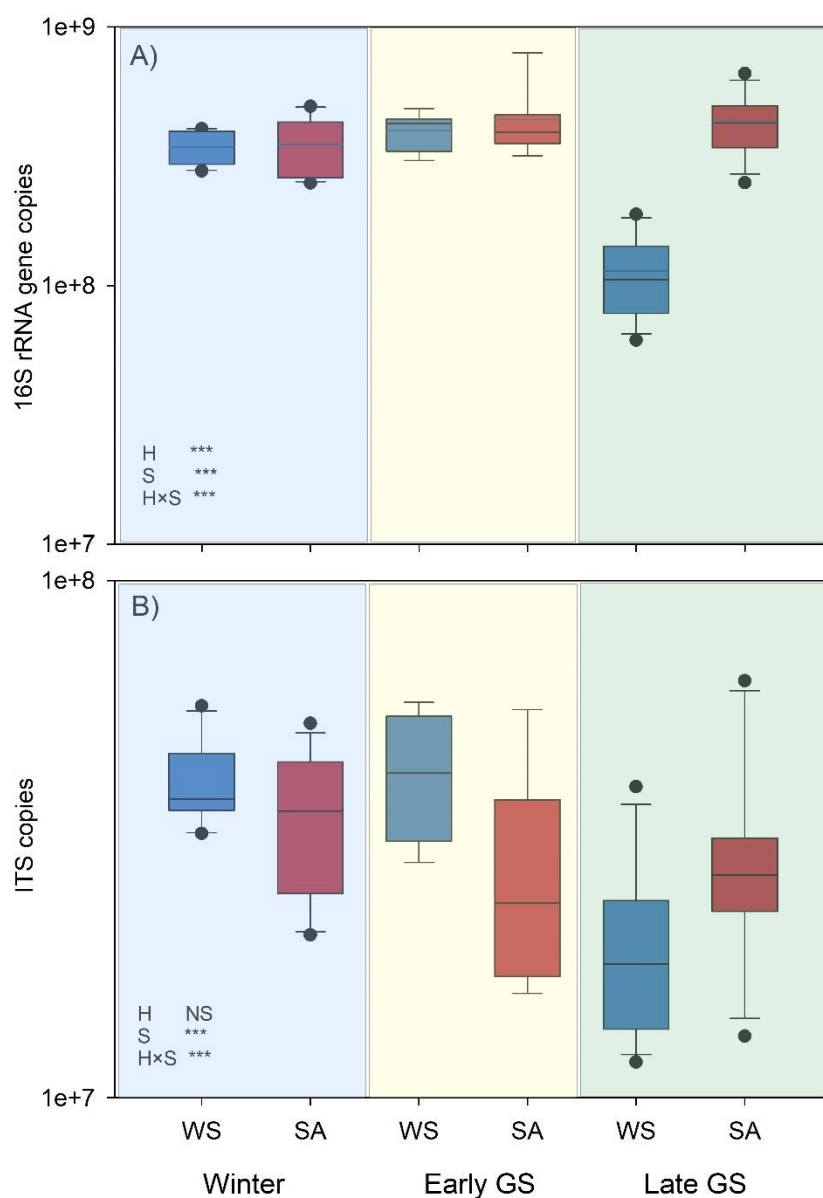 1e+9
A)
16S rRNA gene copies
1e+8
H ***
S ***
H×S ***
1e+7
1e+8
B)
ITS copies
H NS
S ***
H×S ***
1e+7
WS SA WS SA WS SA
Winter Early GS Late GS